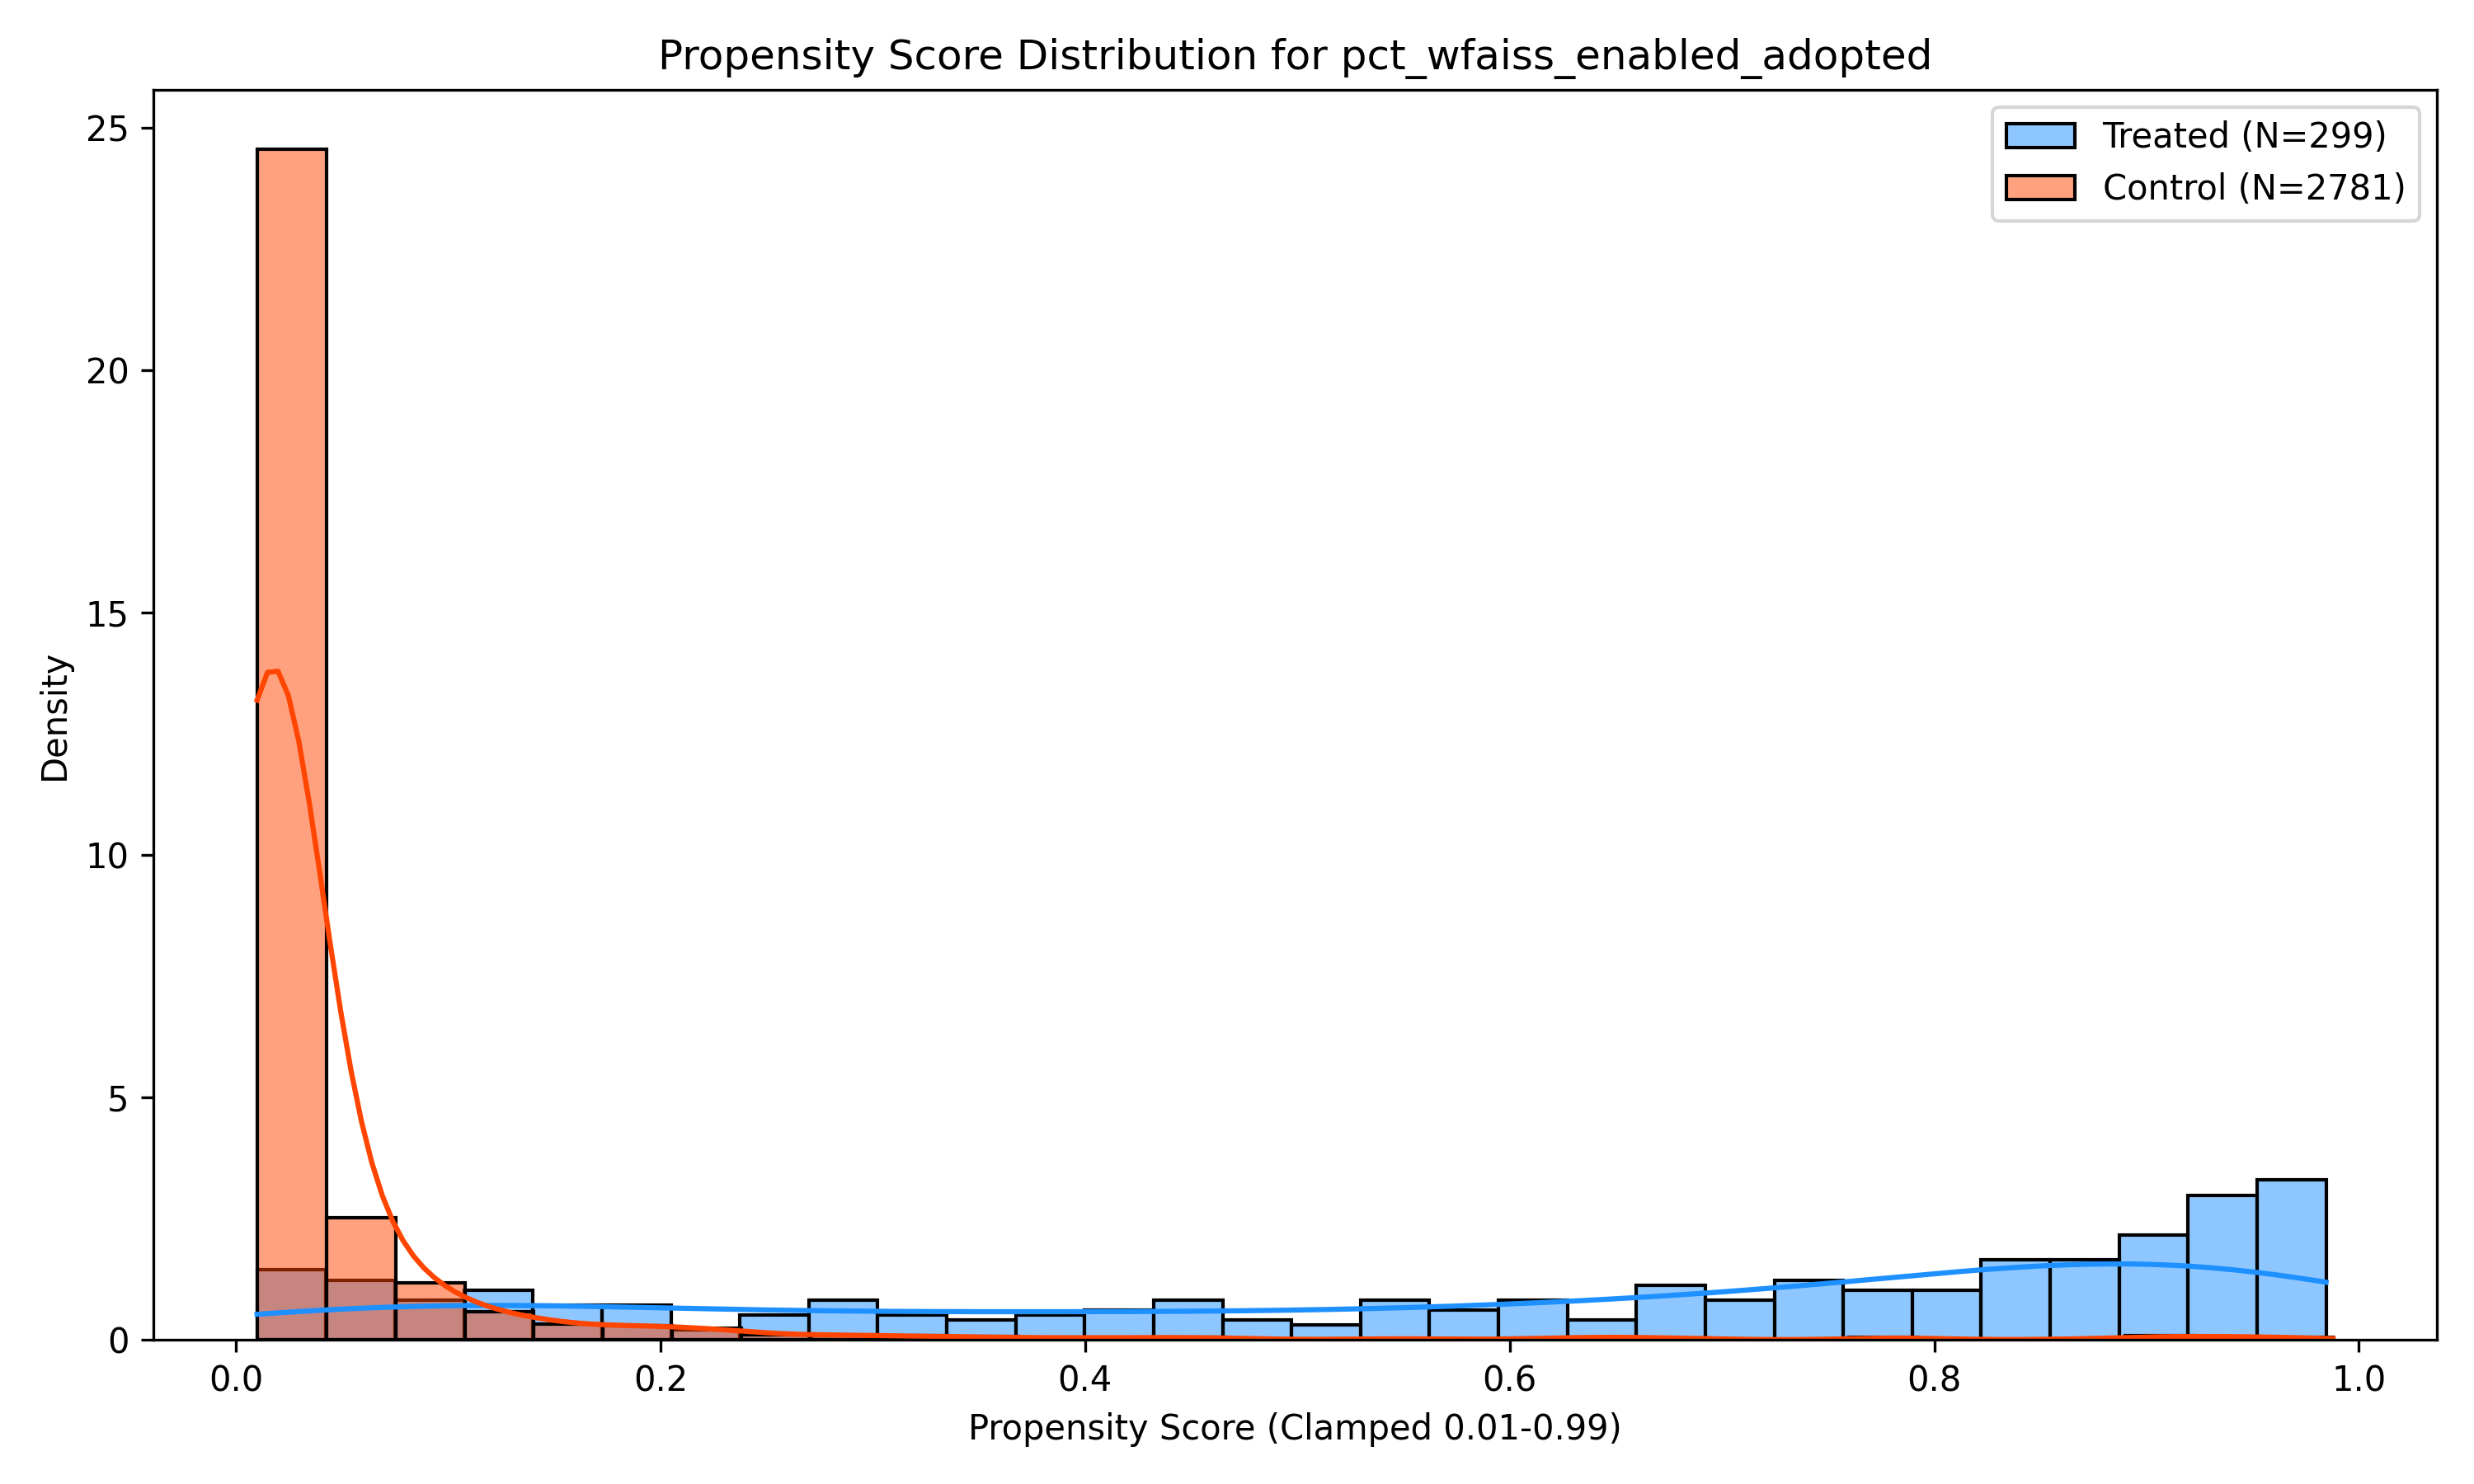 Propensity Score Distribution for pct_wfaiss_enabled_adopted
Treated (N=299)
Control (N=2781)
Density
25
20
15
10
5
0
0.0 0.2 0.4 0.6 0.8 1.0
Propensity Score (Clamped 0.01-0.99)